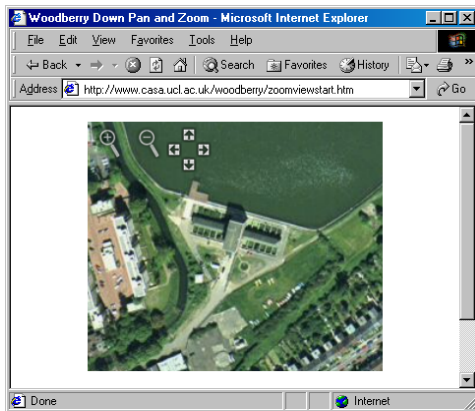 Woodberry Down Pan and Zoom - Microsoft Internet Explorer
File Edit View Favorites Tools Help
Back Search Favorites History »
Address http://www.casa.ucl.ac.uk/woodberry/zoomviewstart.htm Go
Done Internet